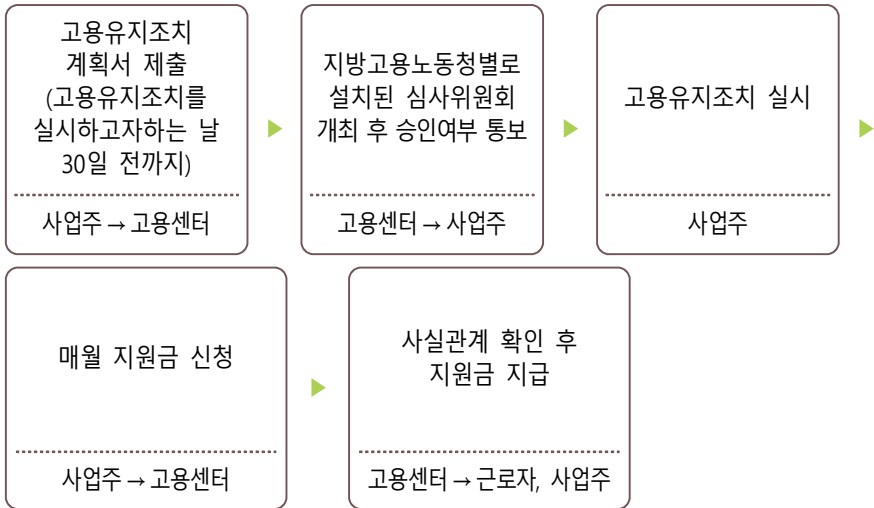 고용유지조치
계획서 제출
(고용유지조치를
실시하고자하는 날
30일 전까지)
사업주 → 고용센터
지방고용노동청별로
설치된 심사위원회
개최 후 승인여부 통보
고용센터 → 사업주
고용유지조치 실시
사업주
매월 지원금 신청
사업주 → 고용센터
사실관계 확인 후
지원금 지급
고용센터 → 근로자, 사업주